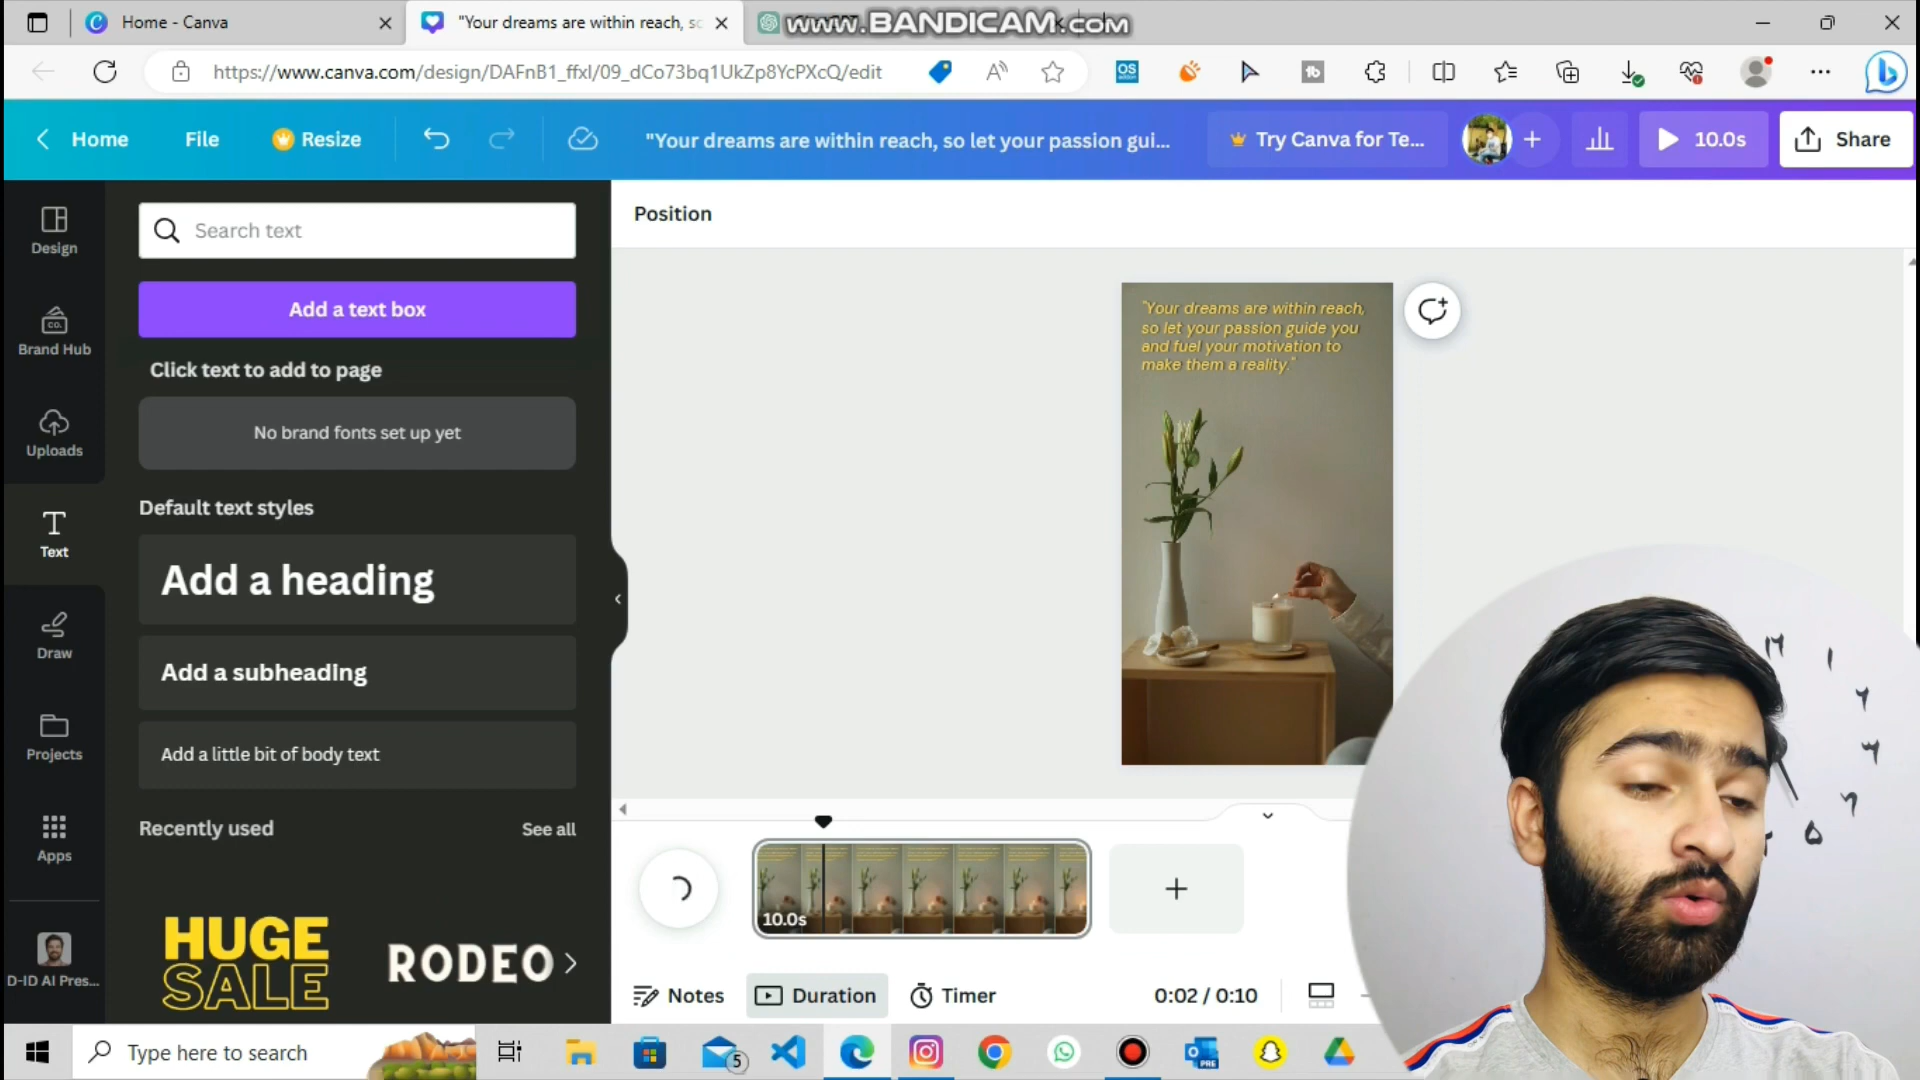 Home - Canva
"Your dreams are within reach, so
www.BANDICAM.com
https://www.canva.com/design/DAFnB1_ffxI/09_dCo73bq1UkZp8YcPXcQ/edit
Home
File
Resize
"Your dreams are within reach, so let your passion gui...
Try Canva for Te...
10.0s
Share
Design
Brand Hub
Uploads
Text
Draw
Projects
Apps
D-ID AI Pres...
Search text
Add a text box
Click text to add to page
No brand fonts set up yet
Default text styles
Add a heading
Add a subheading
Add a little bit of body text
Recently used
See all
HUGE
SALE
RODEO
Position
"Your dreams are within reach,
so let your passion guide you
and fuel your motivation to
make them a reality."
10.0s
Notes
Duration
Timer
0:02 / 0:10
Type here to search
5